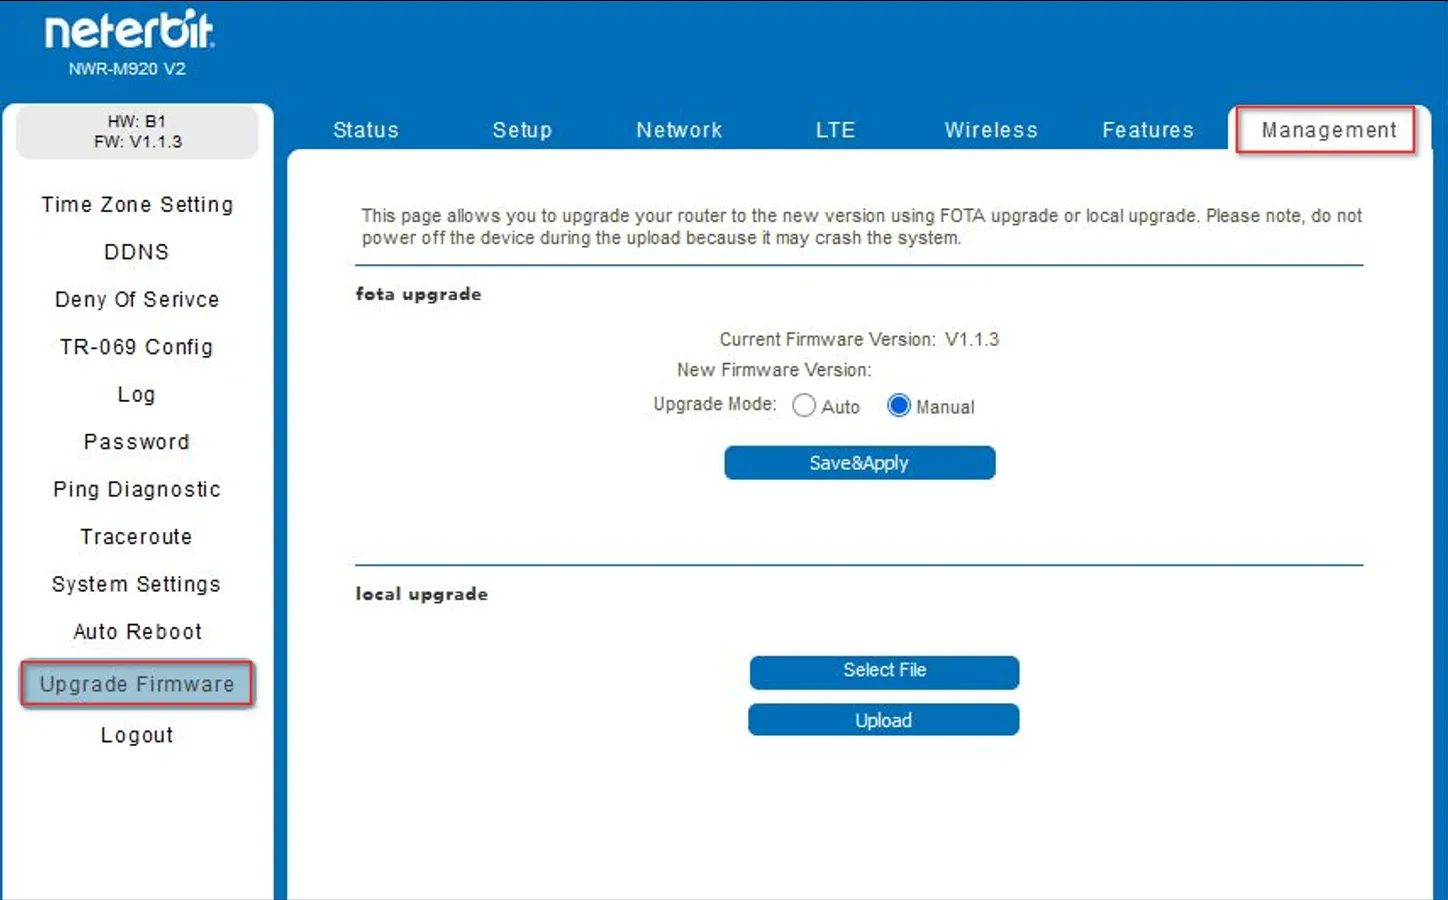 neterbit
NWR-M920 V2
HW: B1
FW: V1.1.3
Status Setup Network LTE Wireless Features Management
Time Zone Setting
DDNS
Deny Of Serivce
TR-069 Config
Log
Password
Ping Diagnostic
Traceroute
System Settings
Auto Reboot
Upgrade Firmware
Logout
This page allows you to upgrade your router to the new version using FOTA upgrade or local upgrade. Please note, do not
power off the device during the upload because it may crash the system.
fota upgrade
Current Firmware Version: V1.1.3
New Firmware Version:
Upgrade Mode: Auto Manual
Save&Apply
local upgrade
Select File
Upload